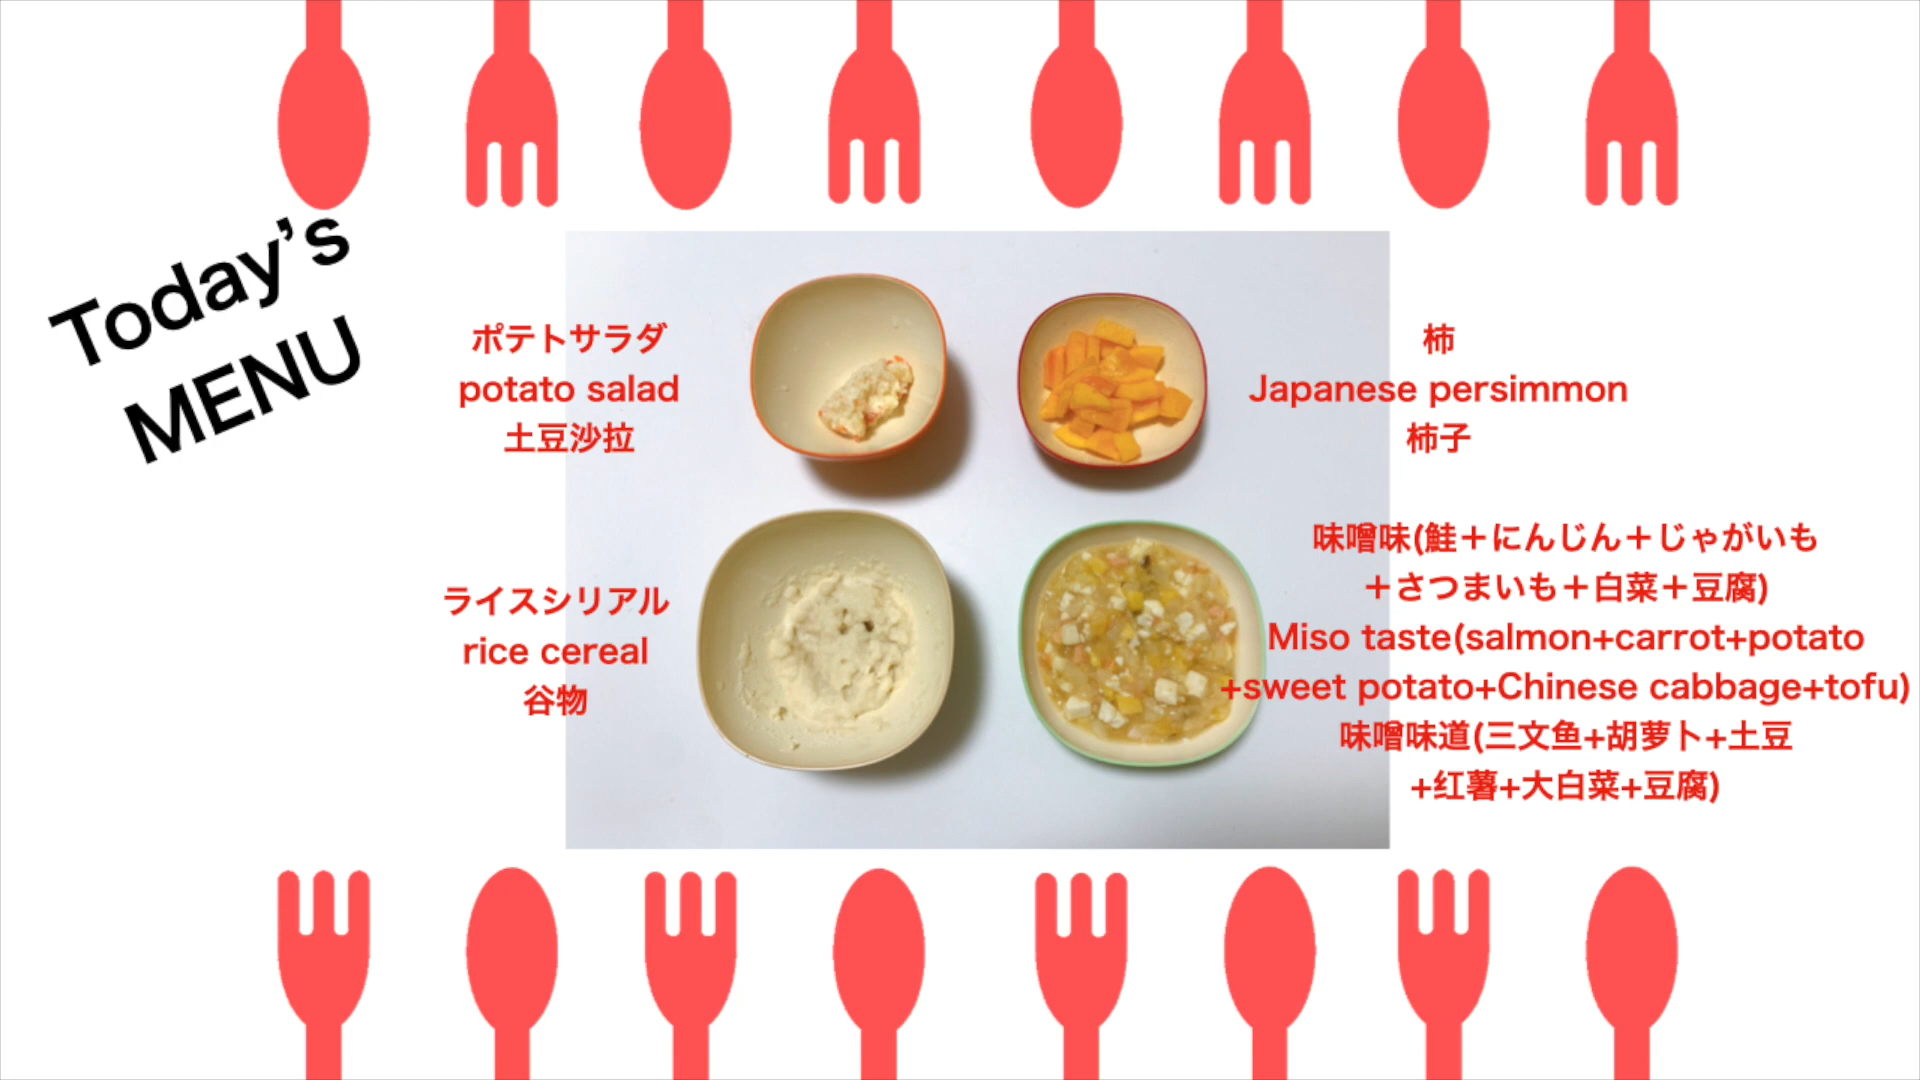 Today's
MENU
ポテトサラダ
potato salad
土豆沙拉
柿
Japanese persimmon
柿子
ライスシリアル
rice cereal
谷物
味噌味(鮭＋にんじん＋じゃがいも
＋さつまいも＋白菜＋豆腐)
Miso taste(salmon+carrot+potato
+sweet potato+Chinese cabbage+tofu)
味噌味道(三文鱼+胡萝卜+土豆
+红薯+大白菜+豆腐)